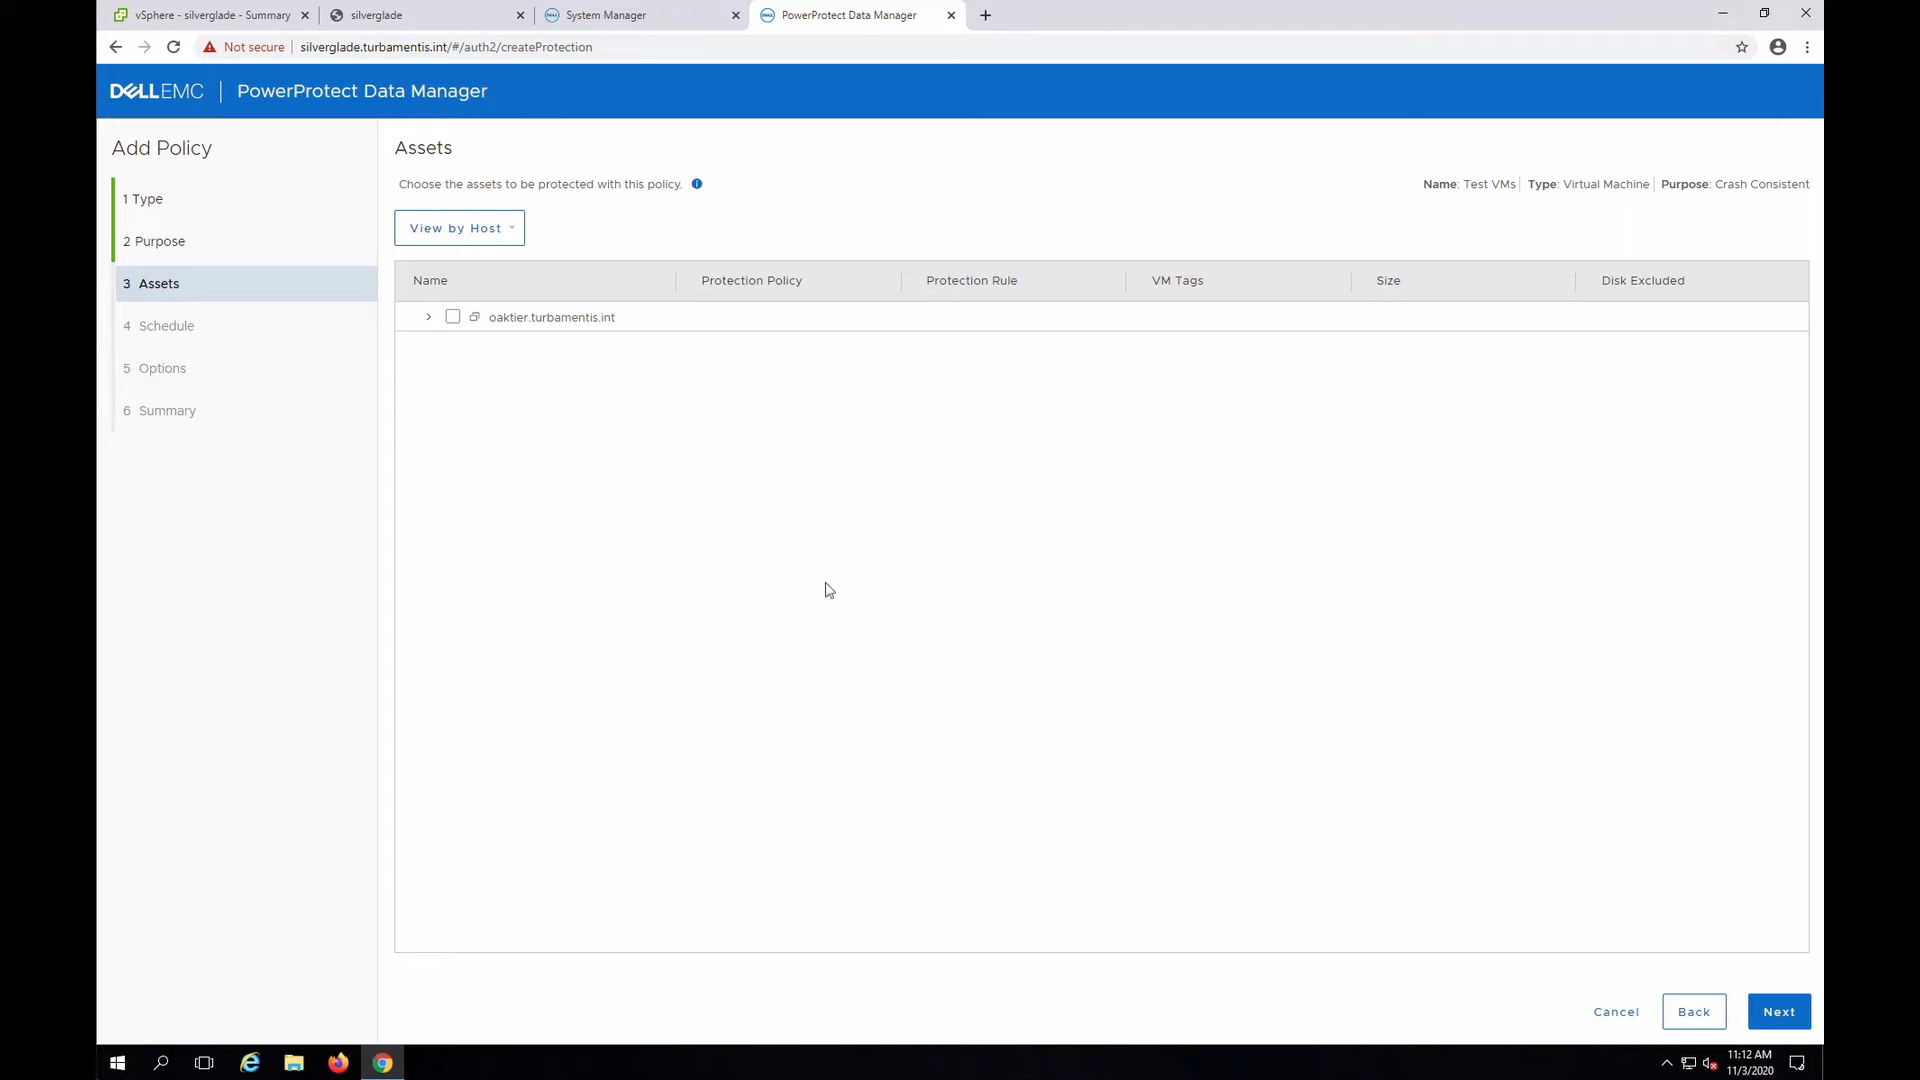 vSphere - silverglade - Summary
silverglade
System Manager
PowerProtect Data Manager
Not secure
silverglade.turbamentis.int/#/auth2/createProtection
DELLEMC
PowerProtect Data Manager
Add Policy
1 Type
2 Purpose
3 Assets
4 Schedule
5 Options
6 Summary
Assets
Choose the assets to be protected with this policy.
Name: Test VMs
Type: Virtual Machine
Purpose: Crash Consistent
View by Host
Name
Protection Policy
Protection Rule
VM Tags
Size
Disk Excluded
oaktier.turbamentis.int
Cancel
Back
Next
11:12 AM
11/3/2020